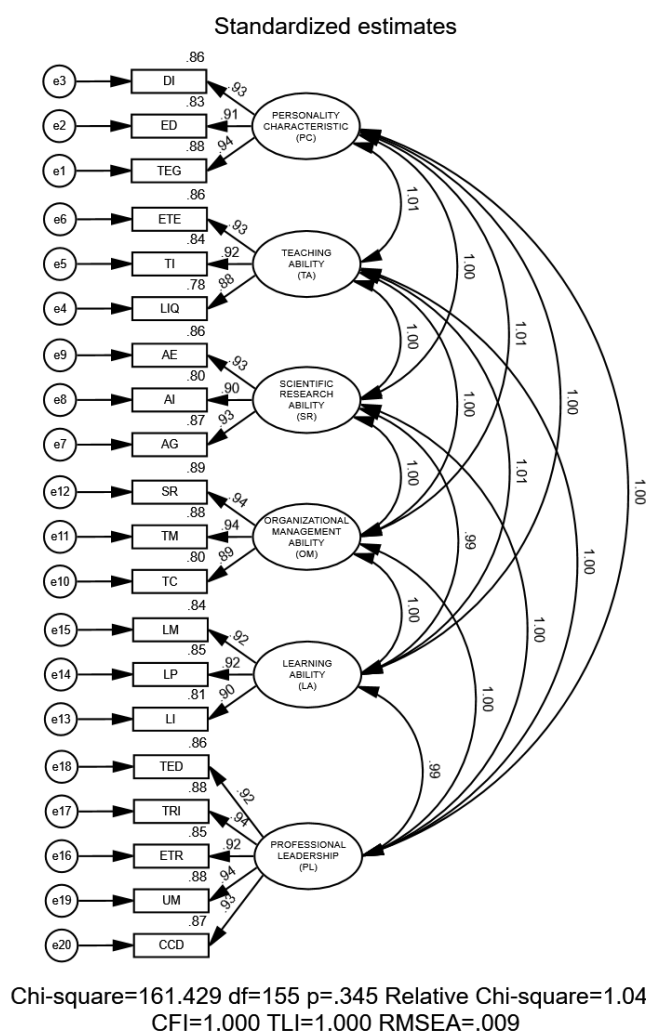 Standardized estimates
.86
e3 DI .93
.83
e2 ED .91
.88
e1 TEG .94
PERSONALITY
CHARACTERISTIC
(PC)
.86
e6 ETE .93
.84
e5 TI .92
.78
e4 LIQ .88
TEACHING
ABILITY
(TA)
.86
e9 AE .93
.80
e8 AI .90
.87
e7 AG .93
SCIENTIFIC
RESEARCH
ABILITY
(SR)
.89
e12 SR .94
.88
e11 TM .94
.80
e10 TC .89
ORGANIZATIONAL
MANAGEMENT
ABILITY
(OM)
.84
e15 LM .92
.85
e14 LP .92
.81
e13 LI .90
LEARNING
ABILITY
(LA)
.86
e18 TED .92
.88
e17 TRI .94
.85
e16 ETR .92
.88
e19 UM .94
.87
e20 CCD .93
PROFESSIONAL
LEADERSHIP
(PL)
1.01
1.00
1.00
1.01
1.00
1.00
1.00
1.01
1.00
.99
1.00
1.00
1.00
1.00
.99
Chi-square=161.429 df=155 p=.345 Relative Chi-square=1.04
CFI=1.000 TLI=1.000 RMSEA=.009